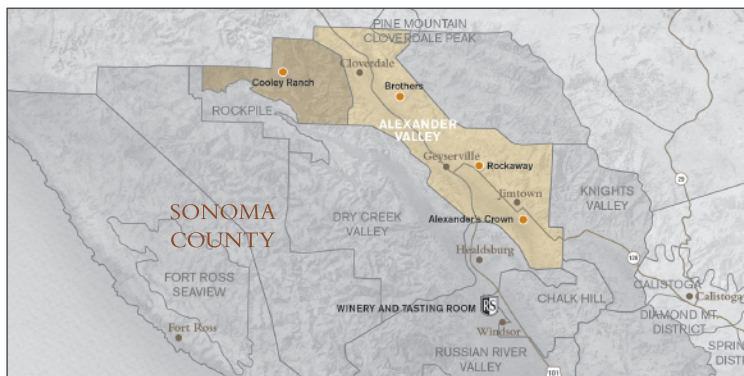 PINE MOUNTAIN
CLOVERDALE PEAK
Cloverdale
Cooley Ranch
Brothers
ROCKPILE
ALEXANDER
VALLEY
Geyserville
Rockaway
Jimtown
KNIGHTS
VALLEY
29
SONOMA
COUNTY
DRY CREEK
VALLEY
Alexander's Crown
Healdsburg
128
FORT ROSS
SEAVIEW
CALISTOGA
Calistoga
CHALK HILL
WINERY AND TASTING ROOM
RS
DIAMOND MT.
DISTRICT
Fort Ross
Windsor
SPRIN
DIST
RUSSIAN RIVER
VALLEY
101